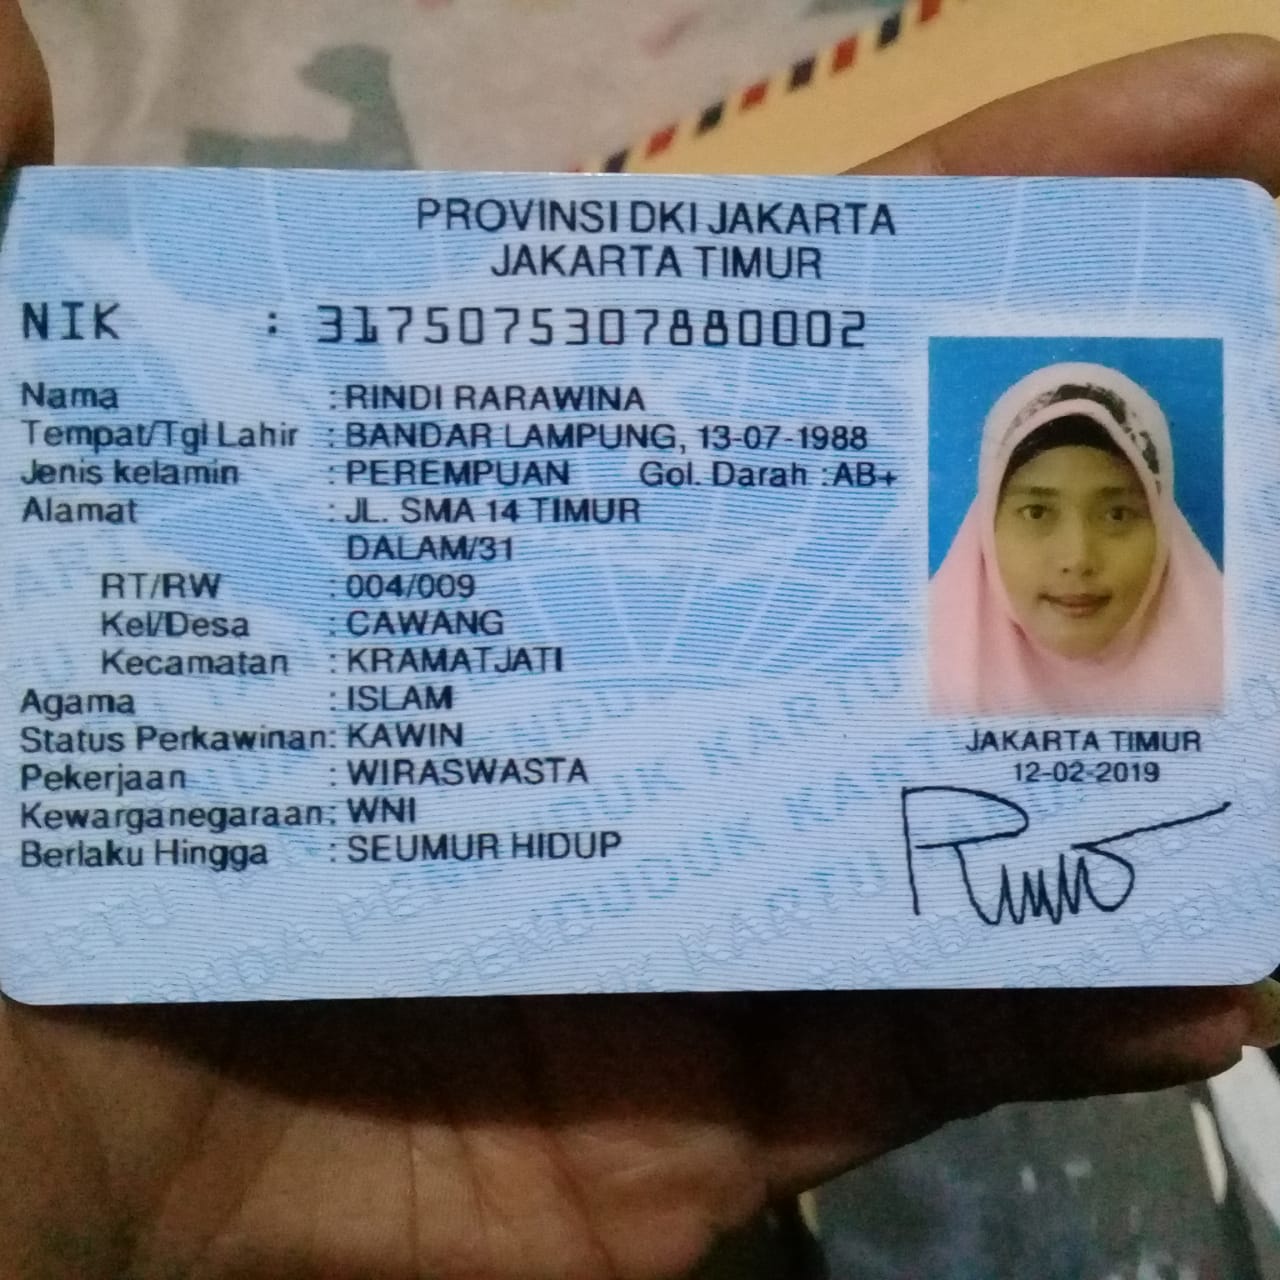 PROVINSI DKI JAKARTA
JAKARTA TIMUR
NIK : 3175075307880002
Nama : RINDI RARAWINA
Tempat/Tgl Lahir : BANDAR LAMPUNG, 13-07-1988
Jenis kelamin : PEREMPUAN Gol. Darah : AB+
Alamat : JL. SMA 14 TIMUR
DALAM/31
RT/RW : 004/009
Kel/Desa : CAWANG
Kecamatan : KRAMATJATI
Agama : ISLAM
Status Perkawinan: KAWIN
Pekerjaan : WIRASWASTA
Kewarganegaraan: WNI
Berlaku Hingga : SEUMUR HIDUP
JAKARTA TIMUR
12-02-2019